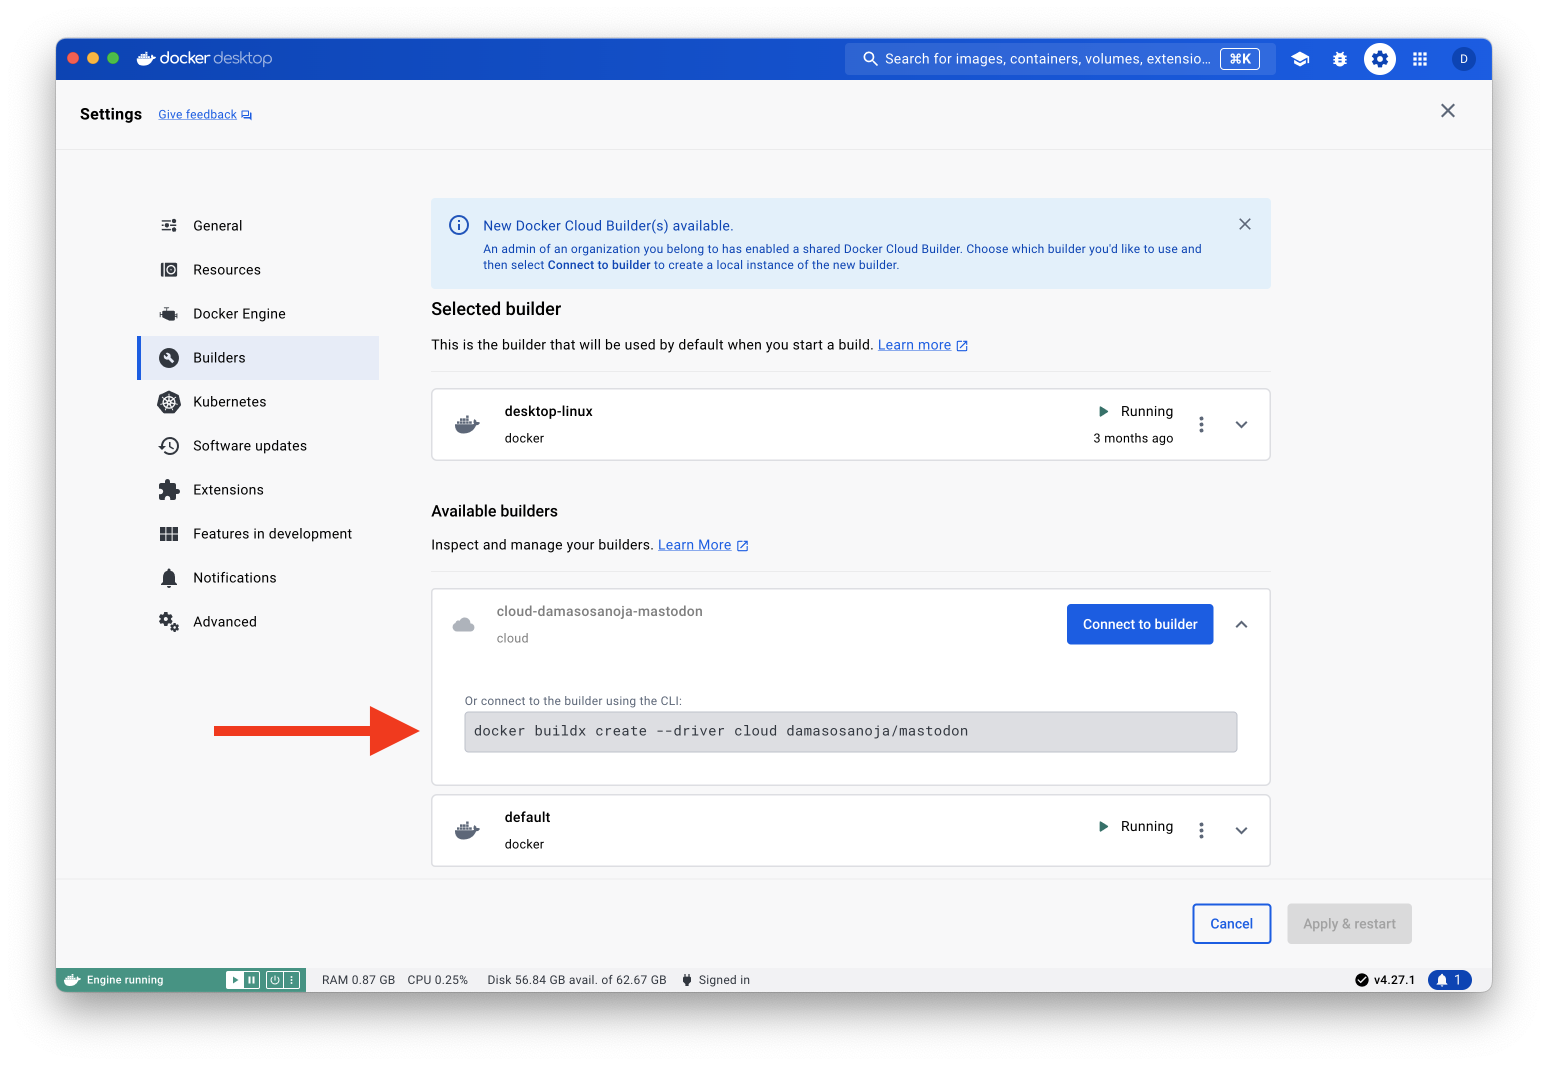 docker desktop
Search for images, containers, volumes, extensio... ⌘K
D
Settings
Give feedback
General
Resources
Docker Engine
Builders
Kubernetes
Software updates
Extensions
Features in development
Notifications
Advanced
New Docker Cloud Builder(s) available.
An admin of an organization you belong to has enabled a shared Docker Cloud Builder. Choose which builder you'd like to use and
then select Connect to builder to create a local instance of the new builder.
Selected builder
This is the builder that will be used by default when you start a build. Learn more
desktop-linux
docker
Running
3 months ago
Available builders
Inspect and manage your builders. Learn More
cloud-damasosanoja-mastodon
cloud
Connect to builder
Or connect to the builder using the CLI:
docker buildx create --driver cloud damasosanoja/mastodon
default
docker
Running
Cancel
Apply & restart
Engine running
RAM 0.87 GB CPU 0.25% Disk 56.84 GB avail. of 62.67 GB Signed in
v4.27.1
1